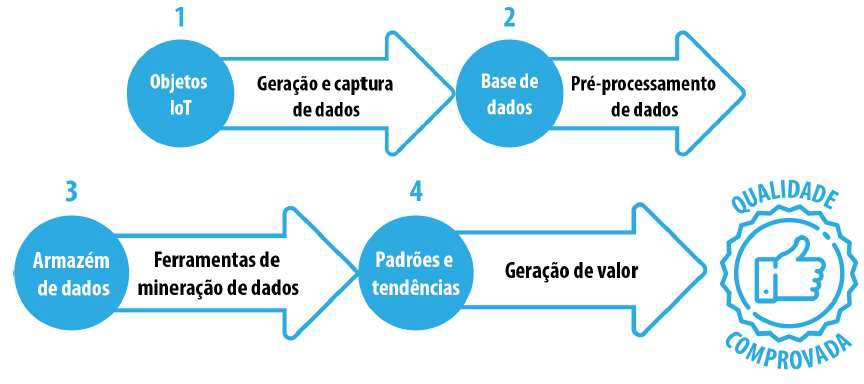 1
2
Objetos
IoT
Geração e captura
de dados
Base de
dados
Pré-processamento
de dados
3
4
Armazém
de dados
Ferramentas de
mineração de dados
Padrões e
tendências
Geração de valor
QUALIDADE
COMPROVADA